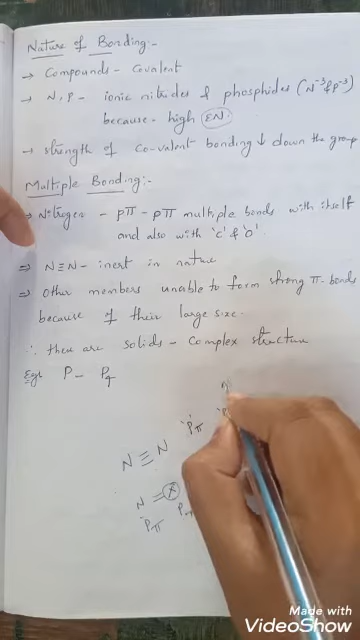 Nature of Bonding:-
→ Compounds - Covalent
→ N, P - ionic nitrides & phosphides (N⁻³ & P⁻³)
because - high EN.
→ strength of co-valent bonding ↓ down the group
Multiple Bonding:-
→ Nitrogen - pπ - pπ multiple bonds with itself
and also with 'C' & 'O'.
⇒ N≡N - inert in nature
⇒ Other members unable to form strong π-bonds
because of their large size.
∴ they are solids - complex structure
Eg:- P - P₄
N ≡ N
'Pπ'
N ≡
Pπ
Made with
VideoShow